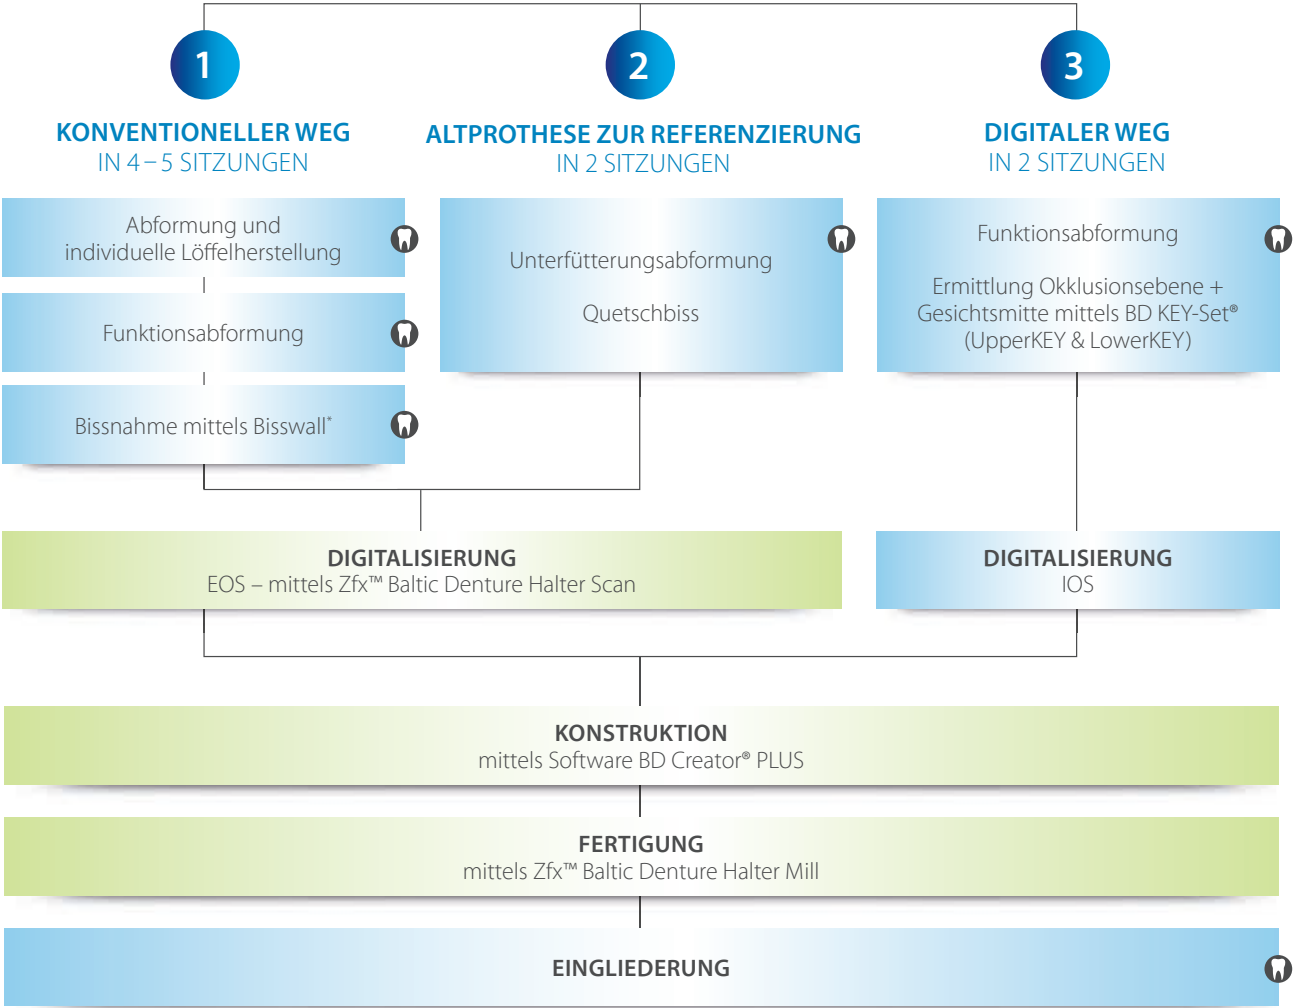 1
KONVENTIONELLER WEG
IN 4 – 5 SITZUNGEN
Abformung und
individuelle Löffelherstellung
Funktionsabformung
Bissnahme mittels Bisswall*
2
ALTPROTHESE ZUR REFERENZIERUNG
IN 2 SITZUNGEN
Unterfütterungsabformung
Quetschbiss
3
DIGITALER WEG
IN 2 SITZUNGEN
Funktionsabformung
Ermittlung Okklusionsebene +
Gesichtsmitte mittels BD KEY-Set®
(UpperKEY & LowerKEY)
DIGITALISIERUNG
EOS – mittels Zfx™ Baltic Denture Halter Scan
DIGITALISIERUNG
IOS
KONSTRUKTION
mittels Software BD Creator® PLUS
FERTIGUNG
mittels Zfx™ Baltic Denture Halter Mill
EINGLIEDERUNG